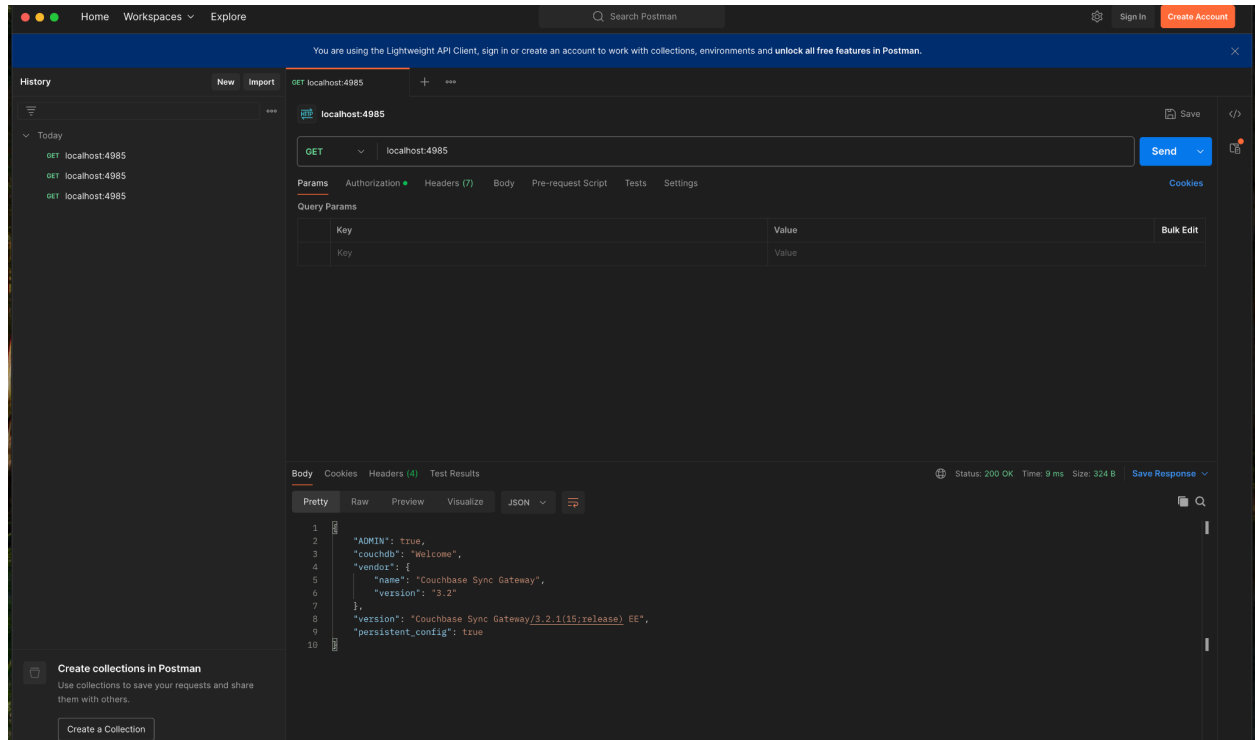 Home Workspaces Explore Search Postman Sign In Create Account
You are using the Lightweight API Client, sign in or create an account to work with collections, environments and unlock all free features in Postman.
History New Import GET localhost:4985
HTTP localhost:4985 Save
Today
GET localhost:4985
GET localhost:4985
GET localhost:4985
GET localhost:4985 Send
Params Authorization Headers (7) Body Pre-request Script Tests Settings Cookies
Query Params
Key Value Bulk Edit
Key Value
Body Cookies Headers (4) Test Results Status: 200 OK Time: 9 ms Size: 324 B Save Response
Pretty Raw Preview Visualize JSON
1 {
2 "ADMIN": true,
3 "couchdb": "Welcome",
4 "vendor": {
5 "name": "Couchbase Sync Gateway",
6 "version": "3.2"
7 },
8 "version": "Couchbase Sync Gateway/3.2.1(15;release) EE",
9 "persistent_config": true
10 }
Create collections in Postman
Use collections to save your requests and share
them with others.
Create a Collection